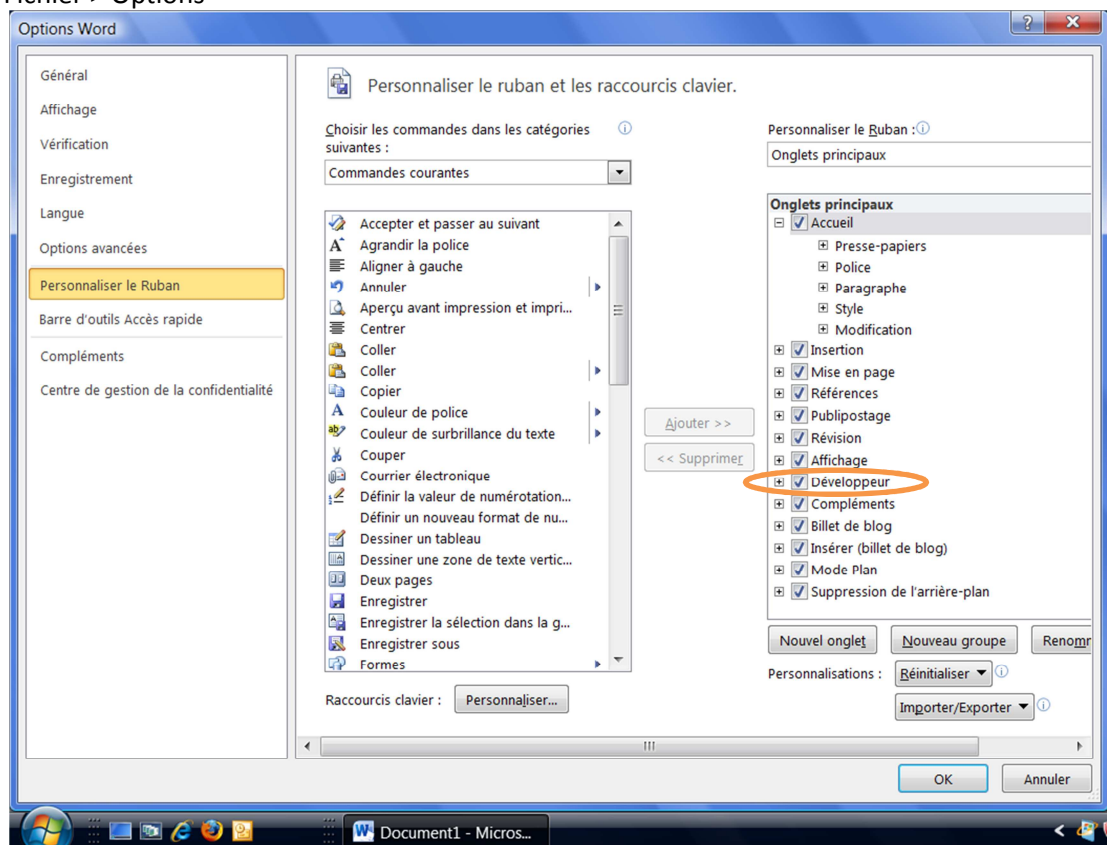 Fichier > Options
Options Word
Général
Affichage
Vérification
Enregistrement
Langue
Options avancées
Personnaliser le Ruban
Barre d'outils Accès rapide
Compléments
Centre de gestion de la confidentialité
Personnaliser le ruban et les raccourcis clavier.
Choisir les commandes dans les catégories
suivantes :
Commandes courantes
Accepter et passer au suivant
Agrandir la police
Aligner à gauche
Annuler
Aperçu avant impression et impri...
Centrer
Coller
Coller
Copier
Couleur de police
Couleur de surbrillance du texte
Couper
Courrier électronique
Définir la valeur de numérotation...
Définir un nouveau format de nu...
Dessiner un tableau
Dessiner une zone de texte vertic...
Deux pages
Enregistrer
Enregistrer la sélection dans la g...
Enregistrer sous
Formes
Raccourcis clavier :
Personnaliser...
Ajouter >>
<< Supprimer
Personnaliser le Ruban :
Onglets principaux
Onglets principaux
Accueil
Presse-papiers
Police
Paragraphe
Style
Modification
Insertion
Mise en page
Références
Publipostage
Révision
Affichage
Développeur
Compléments
Billet de blog
Insérer (billet de blog)
Mode Plan
Suppression de l'arrière-plan
Nouvel onglet
Nouveau groupe
Renomr
Personnalisations :
Réinitialiser
Importer/Exporter
OK
Annuler
Document1 - Micros...